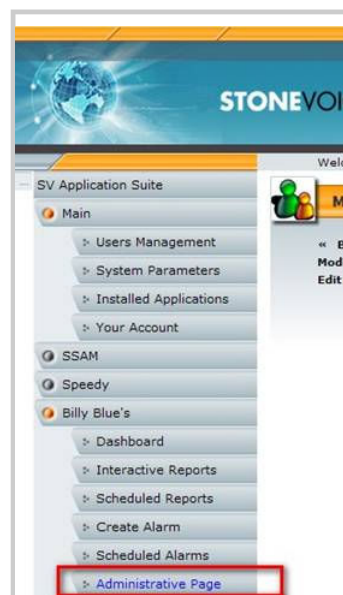 STONEVOI
Welc
SV Application Suite
M
Main
« B
Users Management
Mod
Edit
System Parameters
Installed Applications
Your Account
SSAM
Speedy
Billy Blue's
Dashboard
Interactive Reports
Scheduled Reports
Create Alarm
Scheduled Alarms
Administrative Page